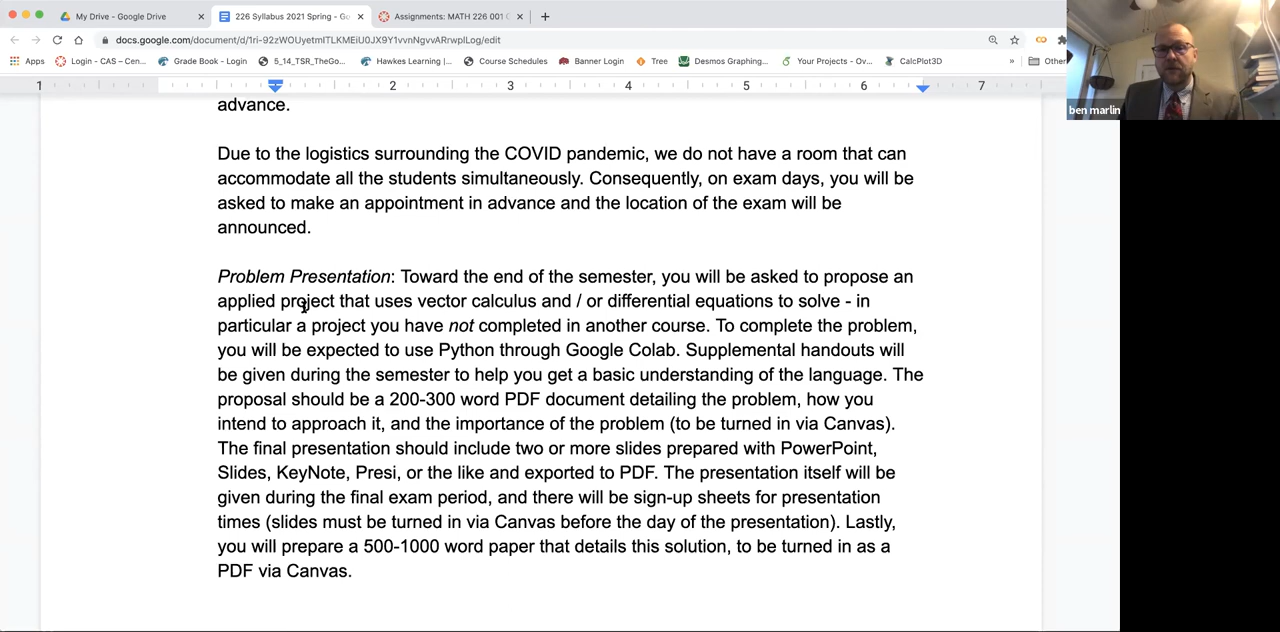 My Drive - Google Drive
226 Syllabus 2021 Spring - Go
Assignments: MATH 226 001
docs.google.com/document/d/1ri-92zWOUyetmITLKMEiU0JX9Y1vvnNgvvARrwplLog/edit
Apps
Login - CAS – Cen...
Grade Book - Login
5_14_TSR_TheGo...
Hawkes Learning |...
Course Schedules
Banner Login
Tree
Desmos Graphing...
Your Projects - Ov...
CalcPlot3D
»
Other
1 2 3 4 5 6 7
ben marlin
advance.
Due to the logistics surrounding the COVID pandemic, we do not have a room that can
accommodate all the students simultaneously. Consequently, on exam days, you will be
asked to make an appointment in advance and the location of the exam will be
announced.
Problem Presentation: Toward the end of the semester, you will be asked to propose an
applied project that uses vector calculus and / or differential equations to solve - in
particular a project you have not completed in another course. To complete the problem,
you will be expected to use Python through Google Colab. Supplemental handouts will
be given during the semester to help you get a basic understanding of the language. The
proposal should be a 200-300 word PDF document detailing the problem, how you
intend to approach it, and the importance of the problem (to be turned in via Canvas).
The final presentation should include two or more slides prepared with PowerPoint,
Slides, KeyNote, Presi, or the like and exported to PDF. The presentation itself will be
given during the final exam period, and there will be sign-up sheets for presentation
times (slides must be turned in via Canvas before the day of the presentation). Lastly,
you will prepare a 500-1000 word paper that details this solution, to be turned in as a
PDF via Canvas.